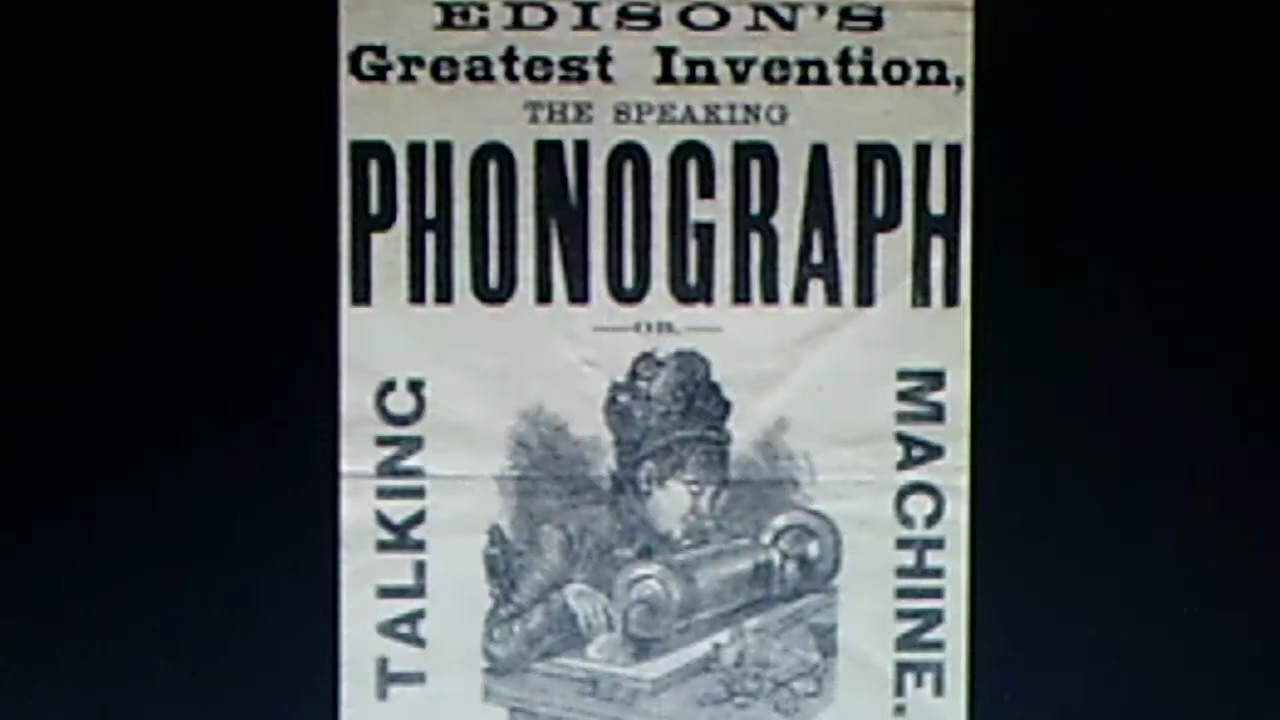 EDISON'S
Greatest Invention,
THE SPEAKING
PHONOGRAPH
—OR,—
TALKING
MACHINE.